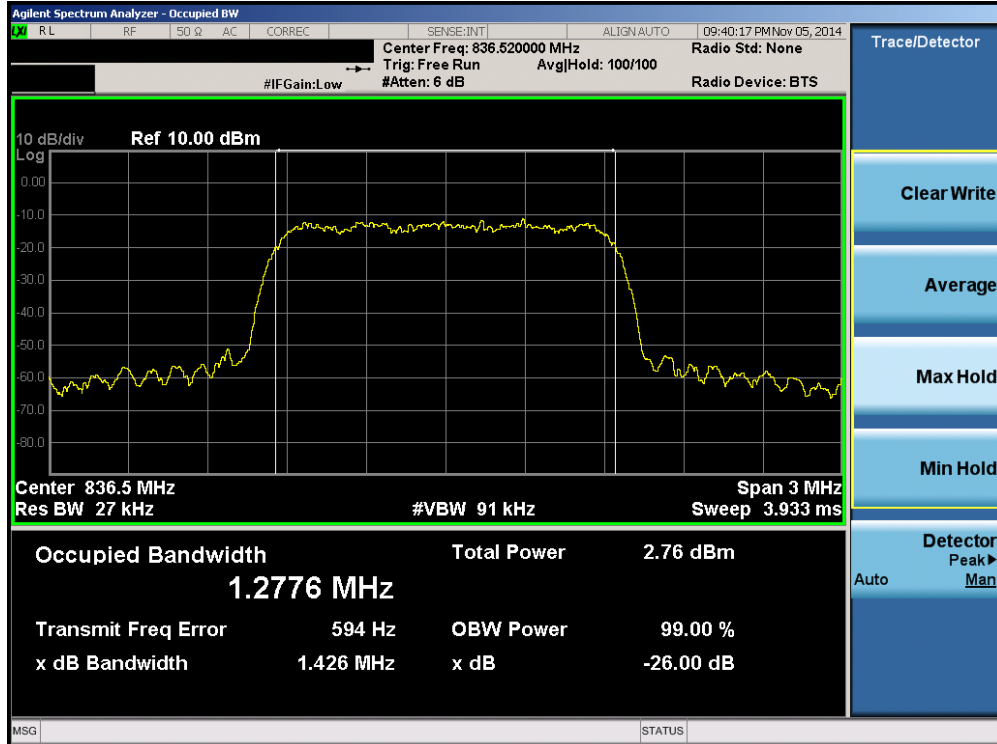 Agilent Spectrum Analyzer - Occupied BW
LXI RL RF 50 Ω AC CORREC SENSE:INT ALIGN AUTO 09:40:17 PM Nov 05, 2014
Center Freq: 836.520000 MHz Radio Std: None
Trig: Free Run Avg|Hold: 100/100
#IFGain:Low #Atten: 6 dB Radio Device: BTS
10 dB/div Ref 10.00 dBm
Log
0.00
-10.0
-20.0
-30.0
-40.0
-50.0
-60.0
-70.0
-80.0
Center 836.5 MHz Span 3 MHz
Res BW 27 kHz #VBW 91 kHz Sweep 3.933 ms
Occupied Bandwidth Total Power 2.76 dBm
1.2776 MHz
Transmit Freq Error 594 Hz OBW Power 99.00 %
x dB Bandwidth 1.426 MHz x dB -26.00 dB
MSG STATUS
Trace/Detector
Clear Write
Average
Max Hold
Min Hold
Detector
Peak▶
Auto Man